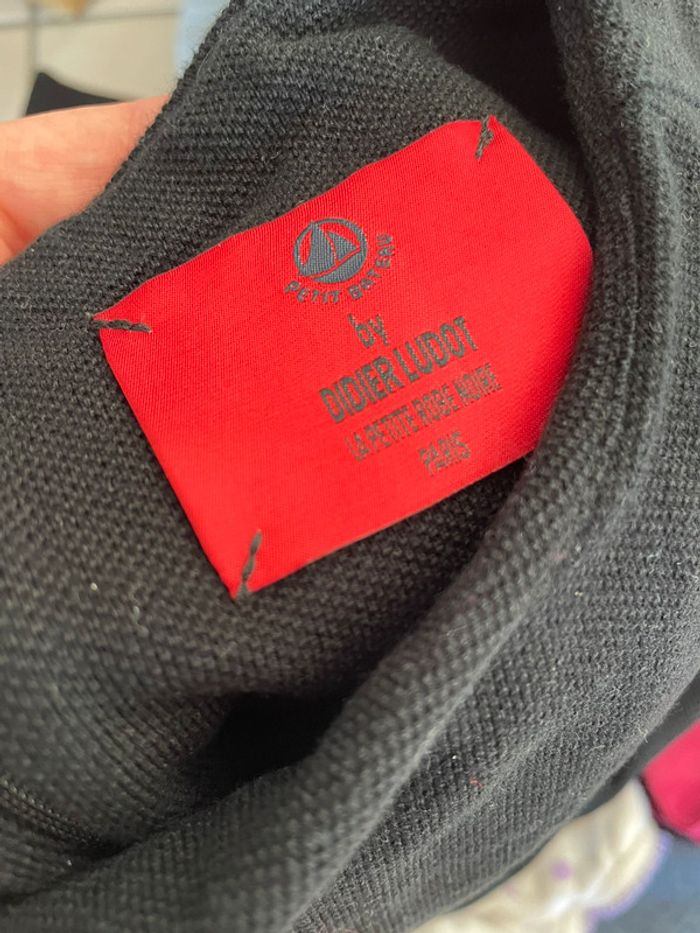 PETIT BATEAU
by
DIDIER LUDOT
LA PETITE ROBE NOIRE
PARIS